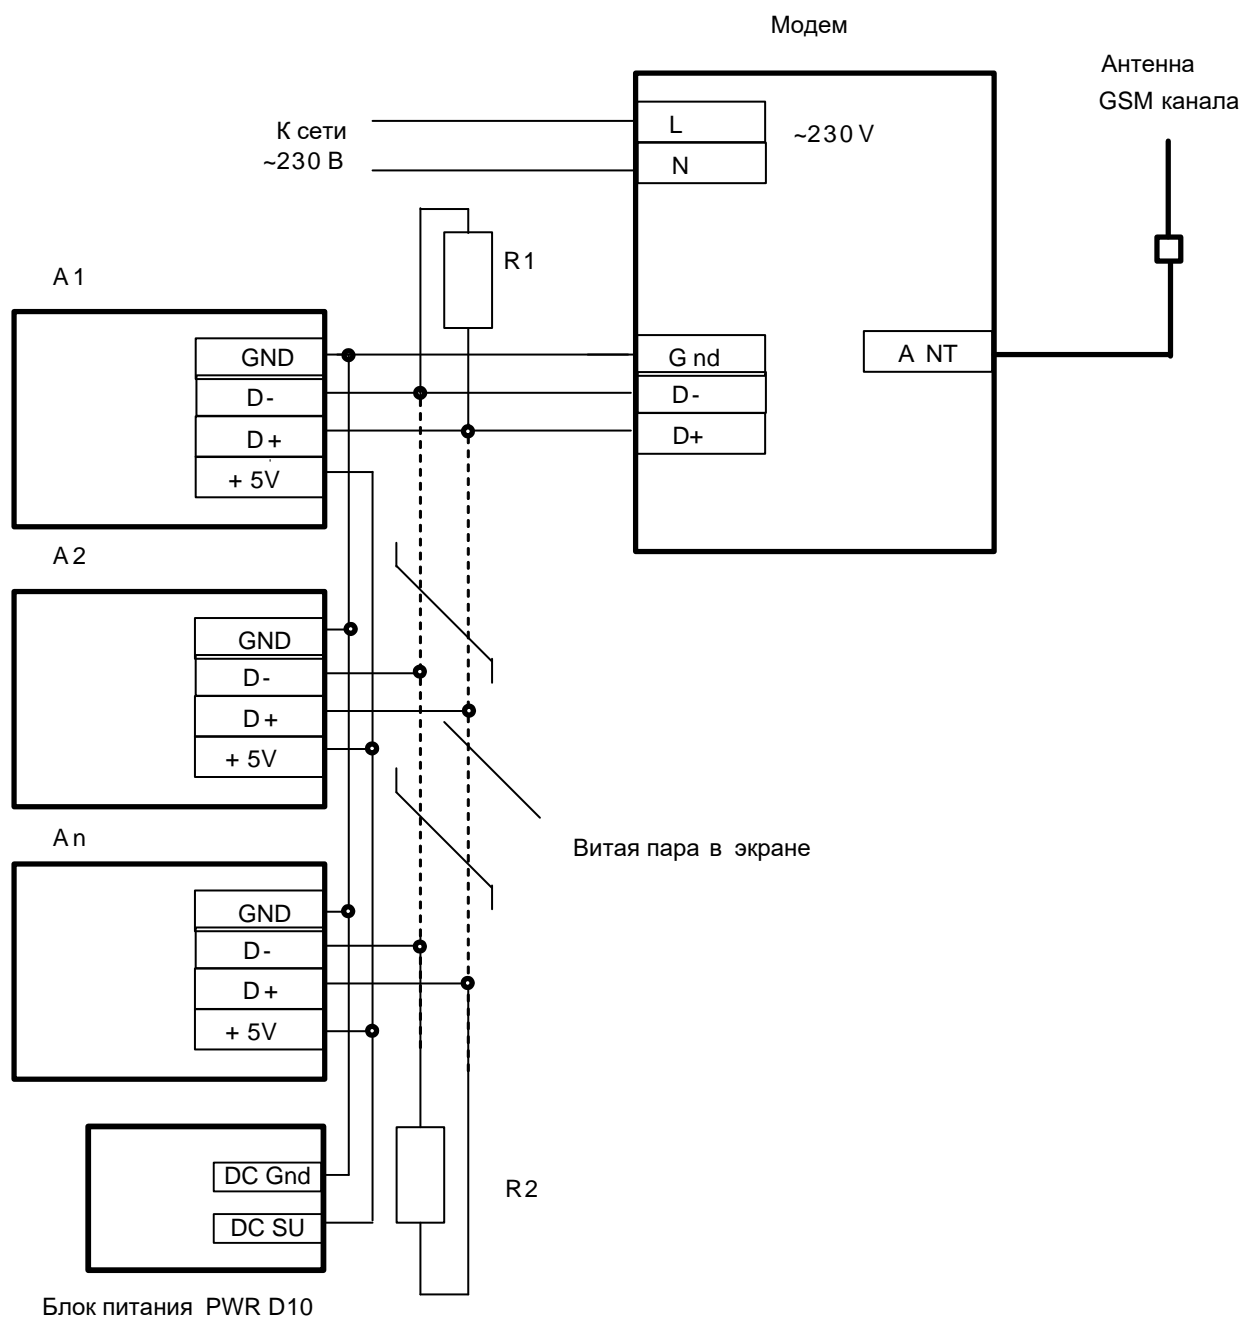 Модем
Антенна
GSM канала
К сети
~230 В
L
N
~230 V
R1
A1
GND
D-
D+
+ 5V
Gnd
D-
D+
A NT
A2
GND
D-
D+
+ 5V
Витая пара в экране
An
GND
D-
D+
+ 5V
DC Gnd
DC SU
R2
Блок питания PWR D10